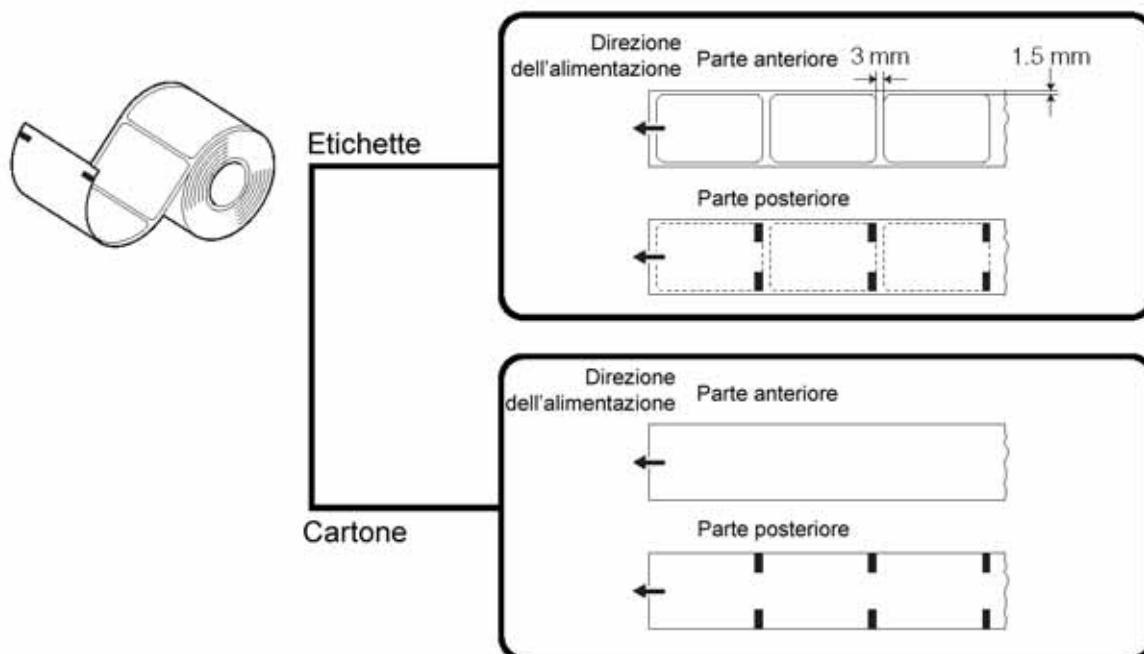 Etichette
Direzione
dell'alimentazione
Parte anteriore
3 mm
1.5 mm
Parte posteriore
Cartone
Direzione
dell'alimentazione
Parte anteriore
Parte posteriore